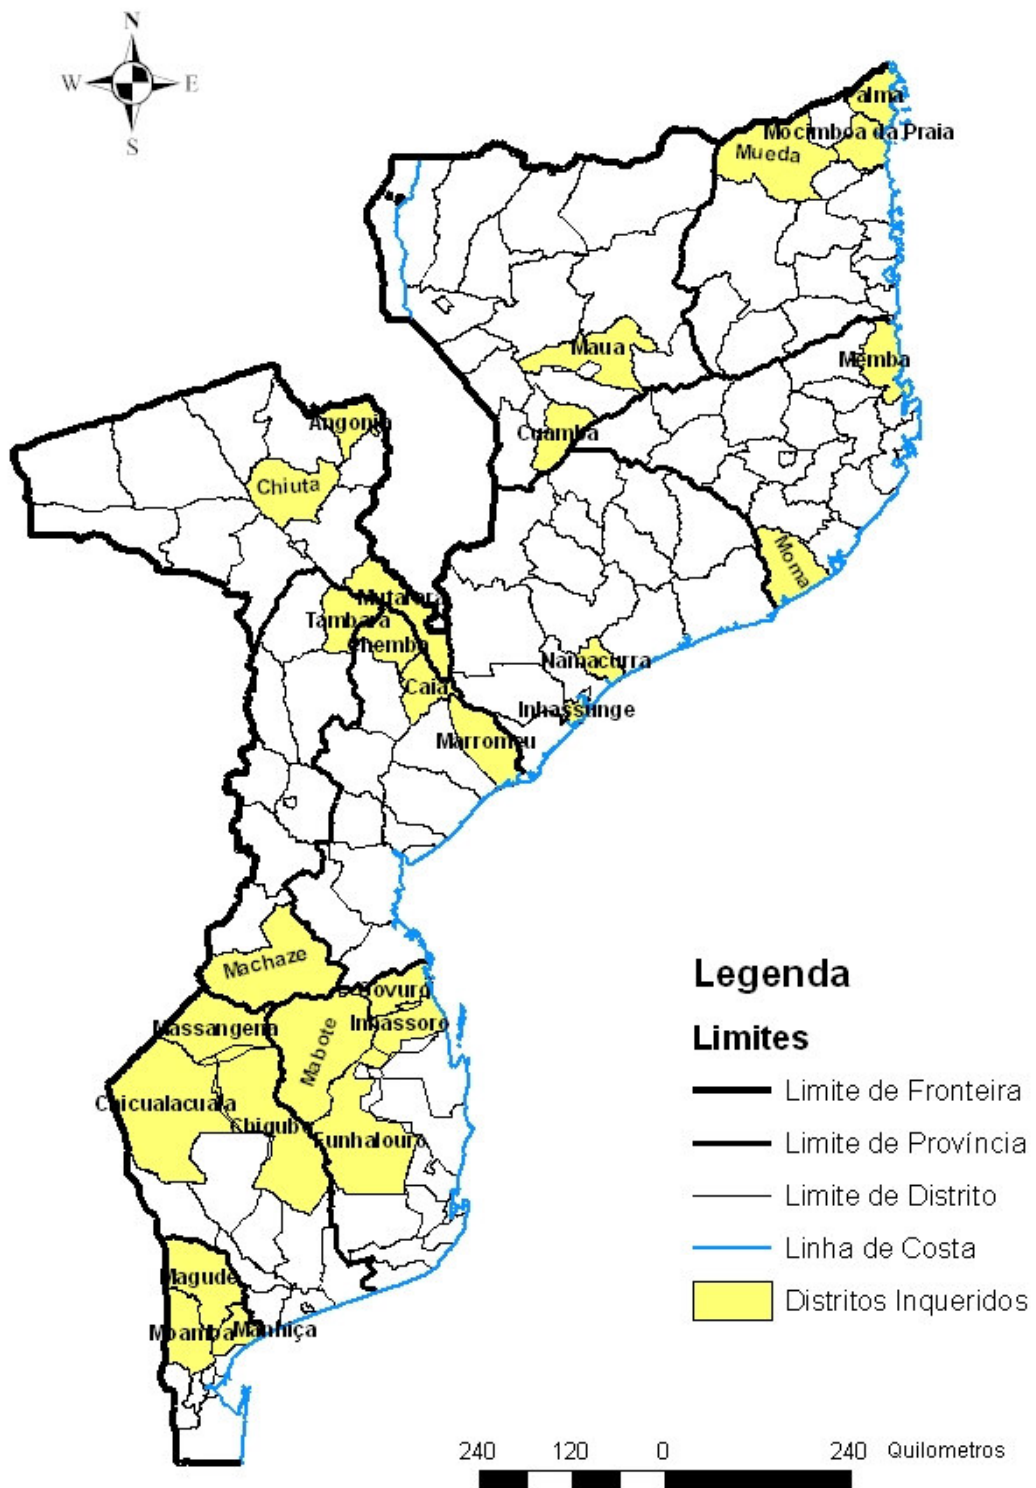 N
W E
S
Palma
Mocimboa da Praia
Mueda
Maua
Memba
Angonia
Cuamba
Chiuta
Moma
Mutarara
Tambara
Chemba
Namacurra
Caia
Inhassunge
Marromeu
Machaze
Govuro
Massangena
Inhassoro
Mabote
Chicualacuala
Chigubo
Funhalouro
Magude
Moamba
Manhiça
Legenda
Limites
Limite de Fronteira
Limite de Província
Limite de Distrito
Linha de Costa
Distritos Inqueridos
240 120 0 240 Quilometros